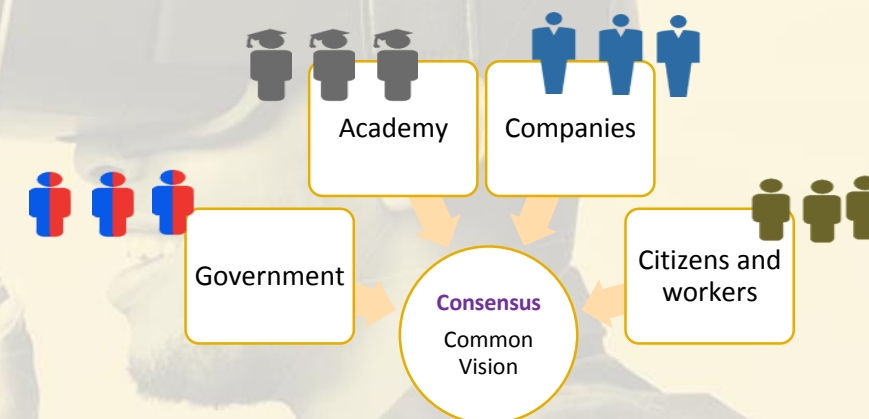 Academy
Companies
Government
Citizens and
workers
Consensus
Common
Vision